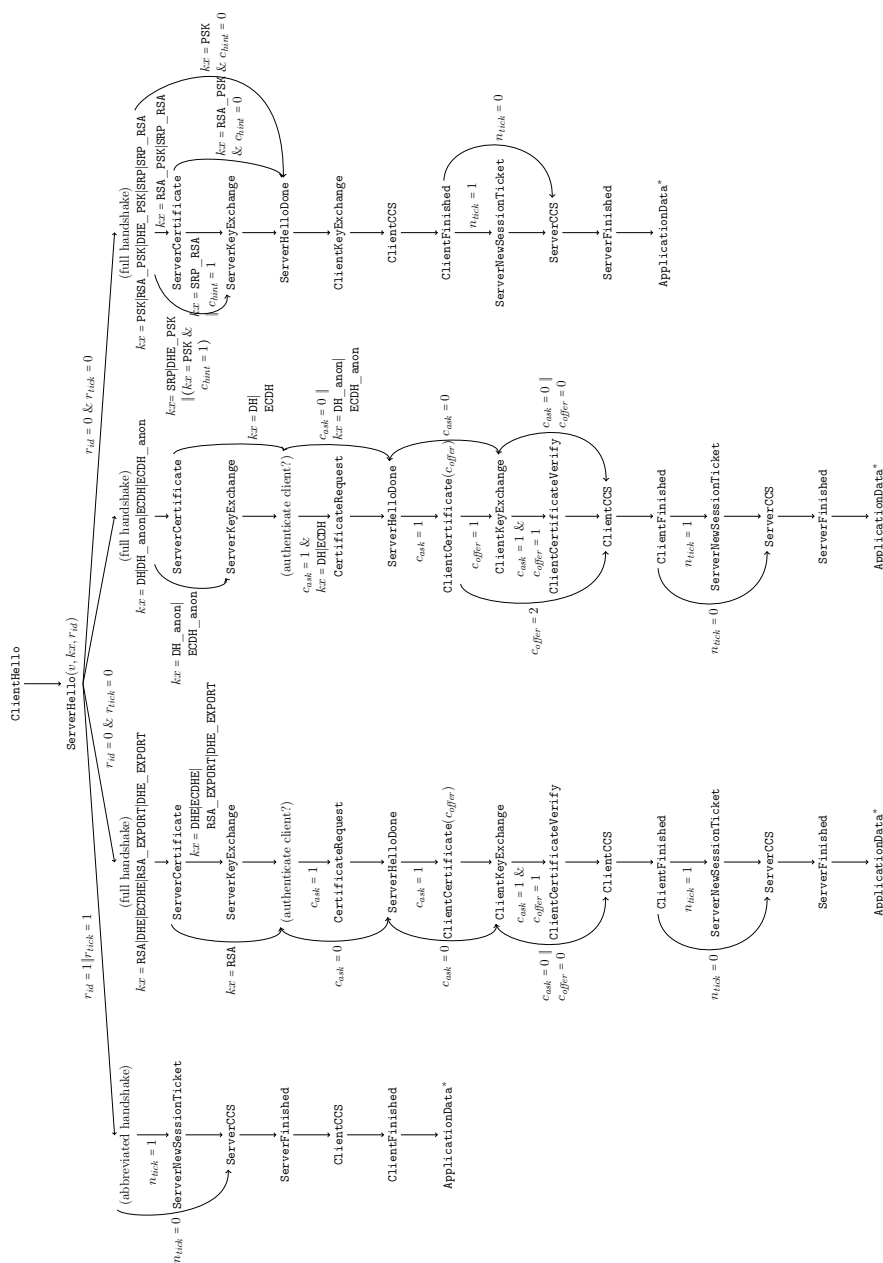 ClientHello
ServerHello(v, kx, r_id)
r_id = 1‖r_tick = 1
r_id = 0 & r_tick = 0
r_id = 0 & r_tick = 0
(abbreviated handshake)
n_tick = 1
n_tick = 0
ServerNewSessionTicket
ServerCCS
ServerFinished
ClientCCS
ClientFinished
ApplicationData*
(full handshake)
kx = RSA|DHE|ECDHE|RSA_EXPORT|DHE_EXPORT
ServerCertificate
kx = DHE|ECDHE|
RSA_EXPORT|DHE_EXPORT
kx = RSA
ServerKeyExchange
(authenticate client?)
c_ask = 1
c_ask = 0
CertificateRequest
ServerHelloDone
c_ask = 1
c_ask = 0
ClientCertificate(c_offer)
ClientKeyExchange
c_ask = 1 &
c_offer = 1
c_ask = 0 ‖
c_offer = 0
ClientCertificateVerify
ClientCCS
ClientFinished
n_tick = 1
n_tick = 0
ServerNewSessionTicket
ServerCCS
ServerFinished
ApplicationData*
(full handshake)
kx = DH|DH_anon|ECDH|ECDH_anon
ServerCertificate
kx = DH_anon|
ECDH_anon
kx = DH|
ECDH
ServerKeyExchange
(authenticate client?)
c_ask = 1 &
kx = DH|ECDH
c_ask = 0 ‖
kx = DH_anon|
ECDH_anon
CertificateRequest
ServerHelloDone
c_ask = 1
c_ask = 0
ClientCertificate(c_offer)
c_offer = 1
c_offer = 2
ClientKeyExchange
c_ask = 1 &
c_offer = 1
c_ask = 0 ‖
c_offer = 0
ClientCertificateVerify
ClientCCS
ClientFinished
n_tick = 1
n_tick = 0
ServerNewSessionTicket
ServerCCS
ServerFinished
ApplicationData*
(full handshake)
kx = PSK|RSA_PSK|DHE_PSK|SRP|SRP_RSA
kx = RSA_PSK|SRP_RSA
kx = PSK
& c_hint = 0
ServerCertificate
kx = RSA_PSK
& c_hint = 0
kx = SRP|DHE_PSK
‖(kx = PSK &
c_hint = 1)
kx = SRP_RSA
‖ c_hint = 1
ServerKeyExchange
ServerHelloDone
ClientKeyExchange
ClientCCS
ClientFinished
n_tick = 1
n_tick = 0
ServerNewSessionTicket
ServerCCS
ServerFinished
ApplicationData*